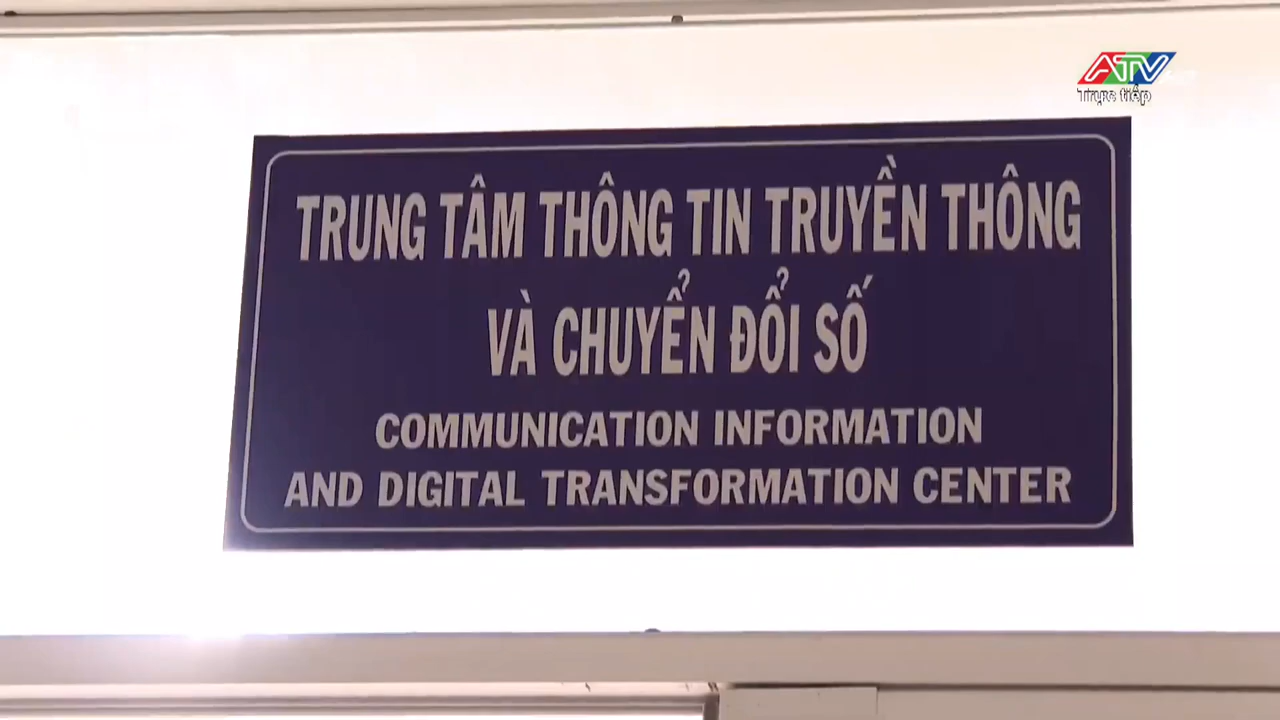 ATV
Trực tiếp
TRUNG TÂM THÔNG TIN TRUYỀN THÔNG
VÀ CHUYỂN ĐỔI SỐ
COMMUNICATION INFORMATION
AND DIGITAL TRANSFORMATION CENTER